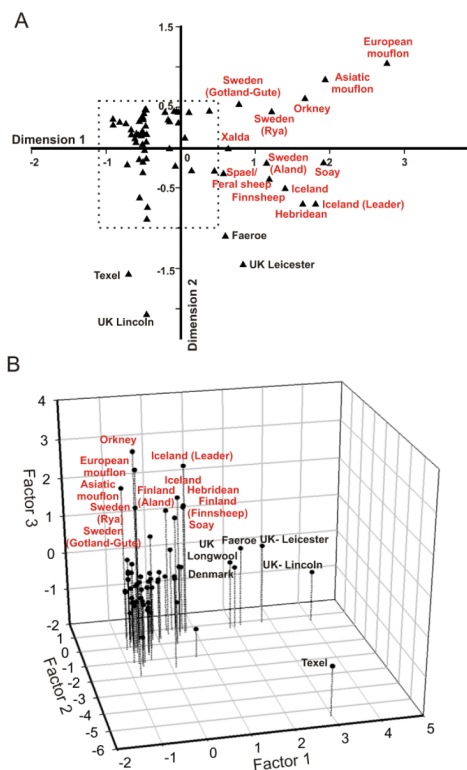 A
1.5
European
mouflon
1
Asiatic
mouflon
Sweden
(Gotland-Gute)
Orkney
0.5
Sweden
(Rya)
Dimension 1
Xalda
-2
-1
0
1
2
3
Sweden
(Aland)
Soay
Spael/
Feral sheep
Finnsheep
Iceland
Iceland (Leader)
Hebridean
-1
Faeroe
UK Leicester
-1.5
Texel
UK Lincoln
Dimension 2
B
4
3
2
1
0
-1
-2
Factor 3
Orkney
European
mouflon
Asiatic
mouflon
Sweden
(Rya)
Sweden
(Gotland-Gute)
Iceland (Leader)
Iceland
Finland
(Aland)
Hebridean
Finland
(Finnsheep)
Soay
UK
Longwool
Faeroe
UK- Leicester
Denmark
UK- Lincoln
Texel
1
0
-1
-2
-3
-4
-5
-6
Factor 2
-2
-1
0
1
2
3
4
5
Factor 1